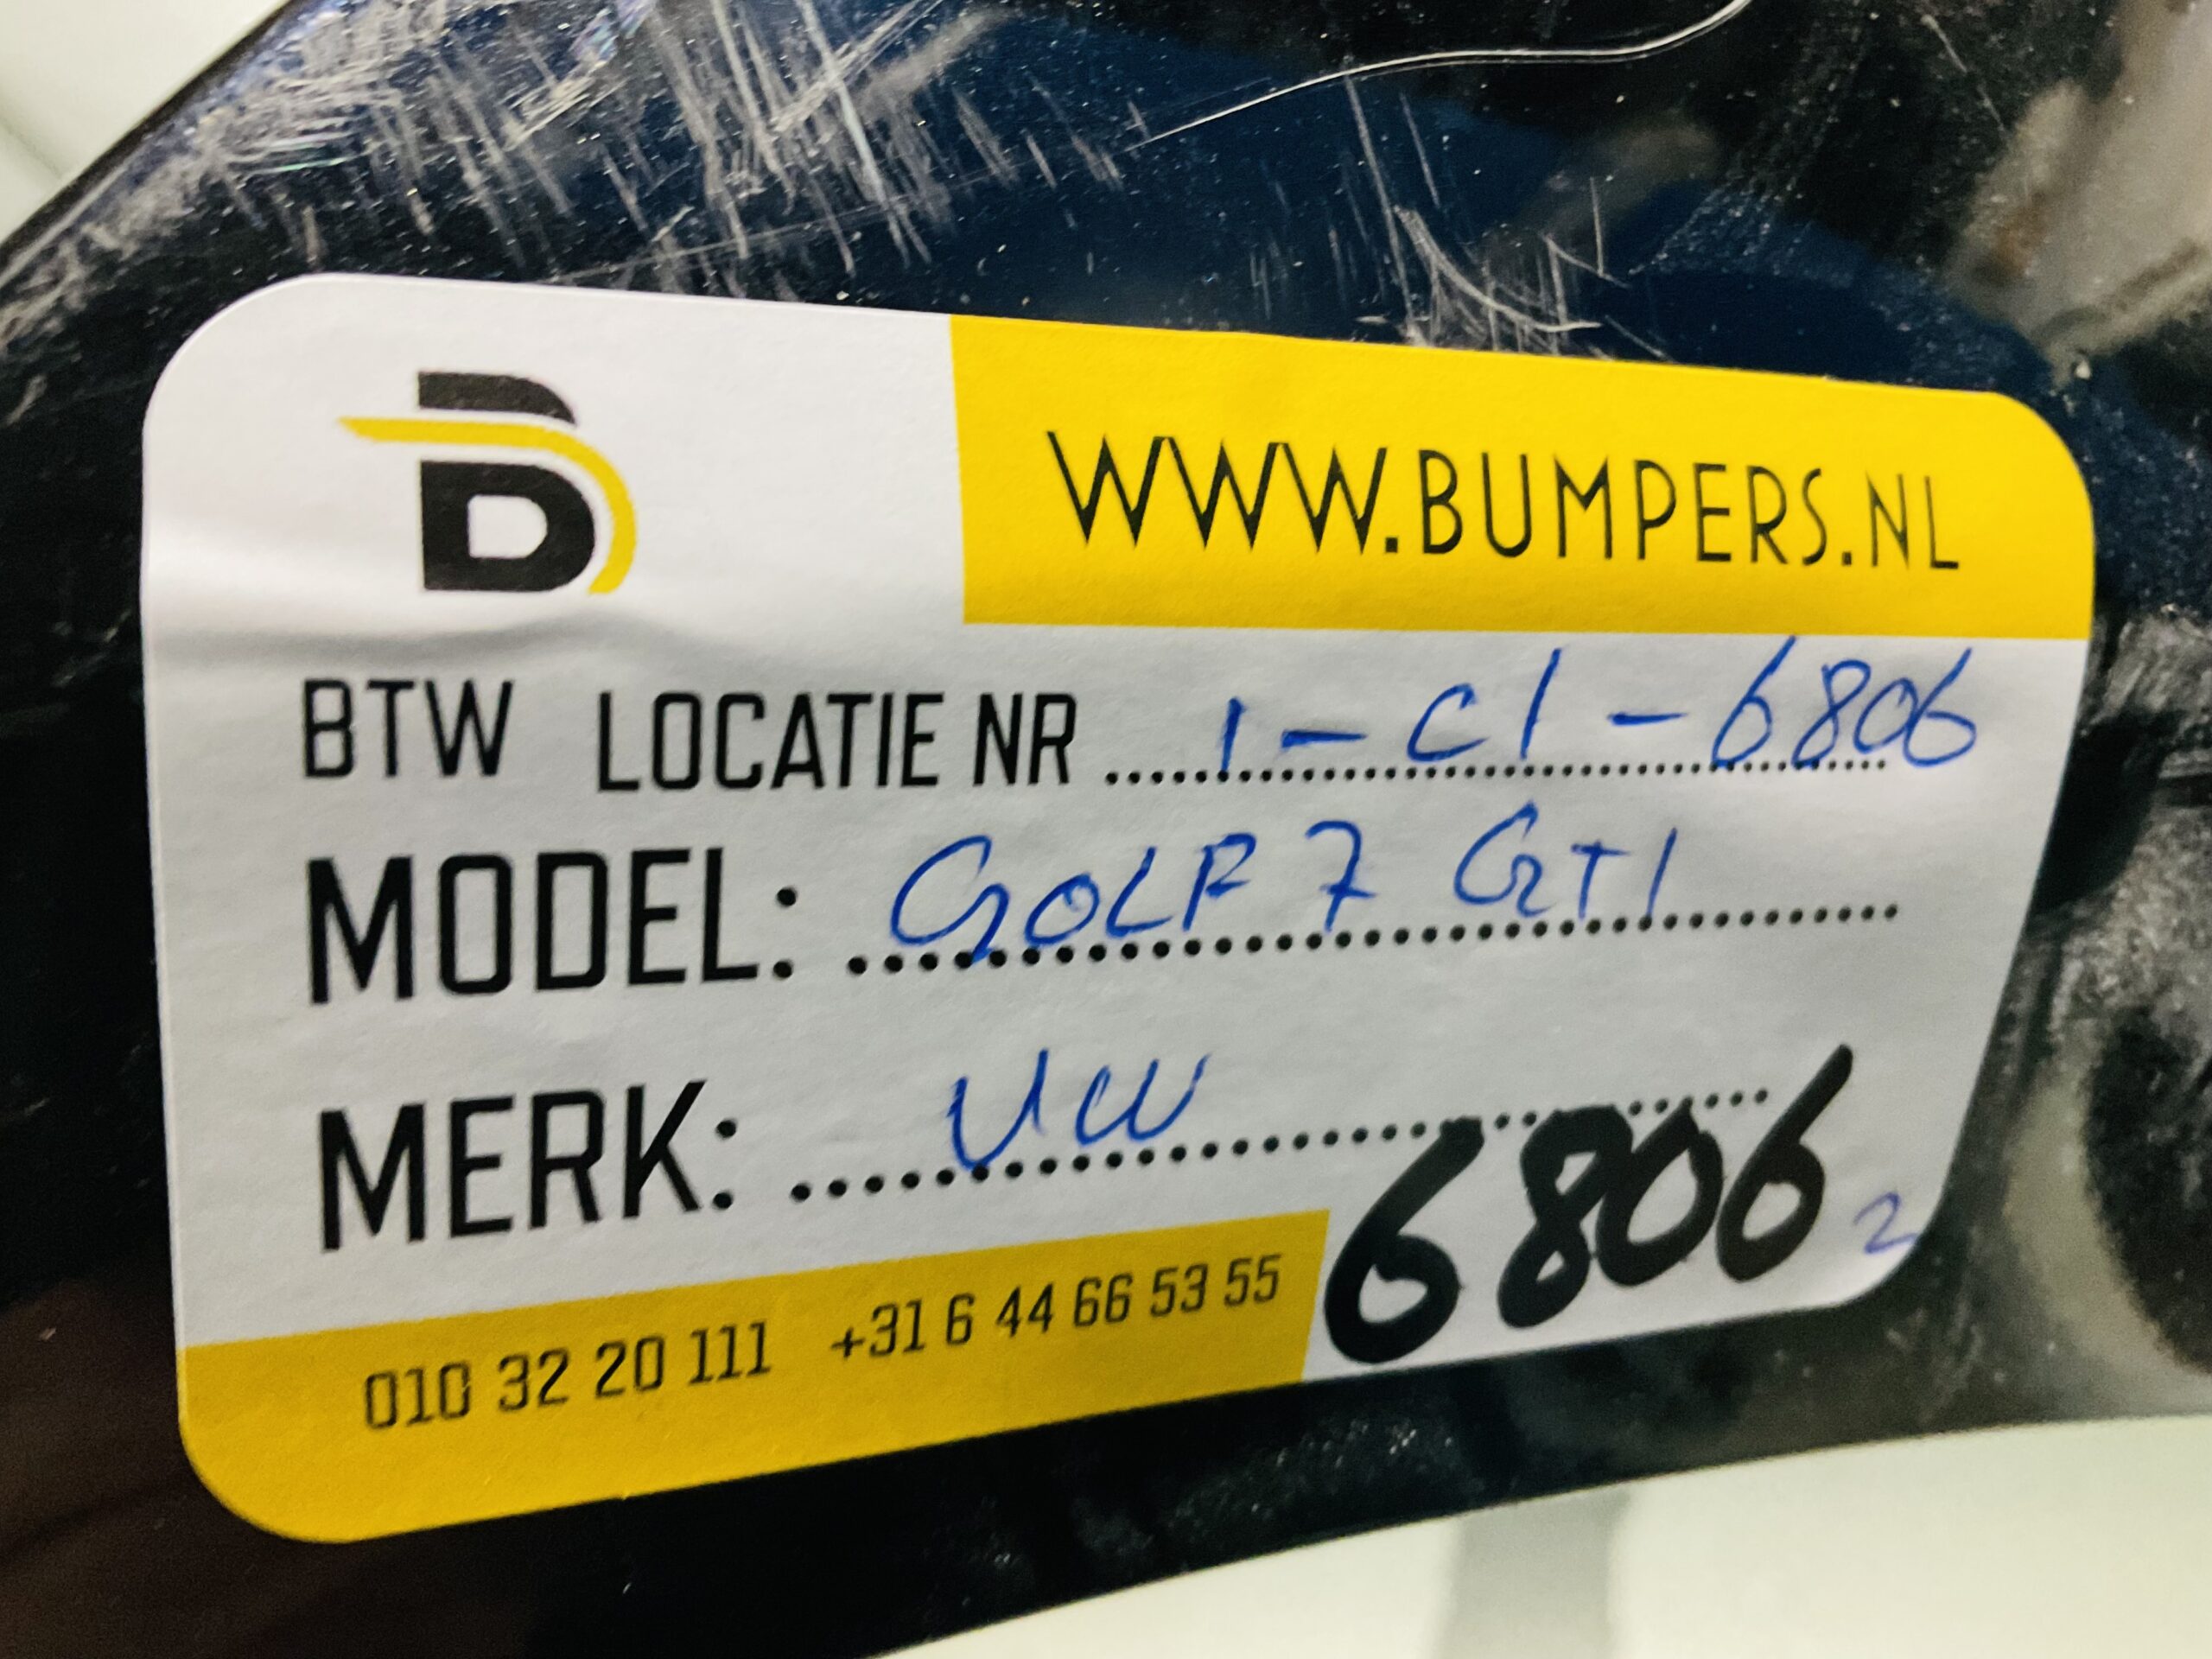 B
WWW.BUMPERS.NL
BTW LOCATIE NR 1-C1-6806
MODEL: GOLF 7 GTI
MERK: VW
6806 2
010 32 20 111 +31 6 44 66 53 55